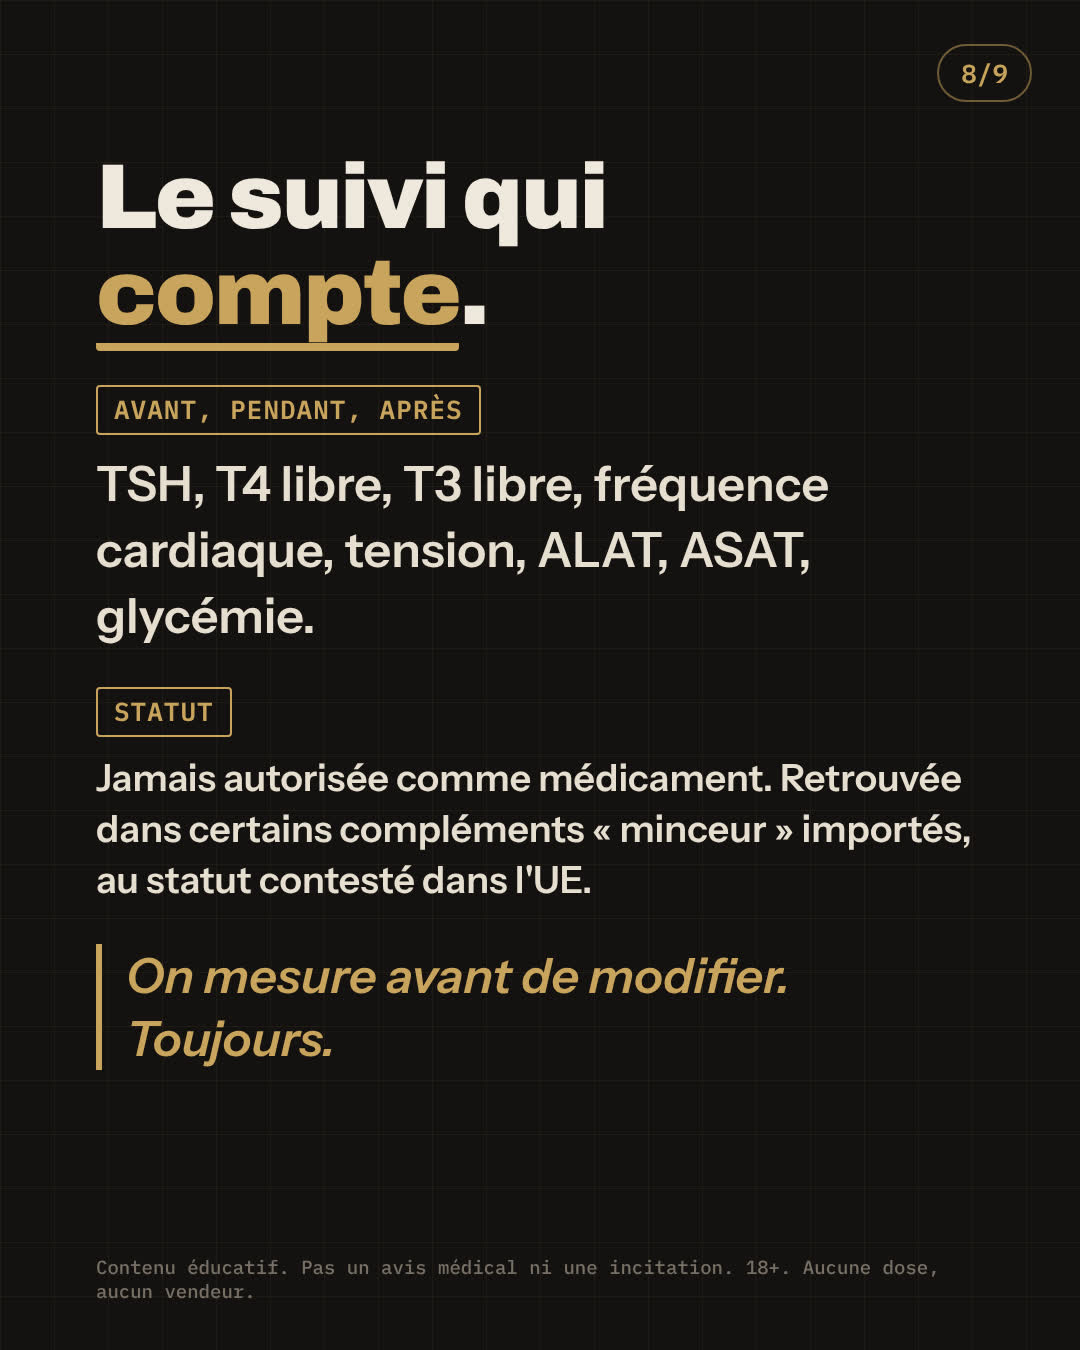 8/9
Le suivi qui
compte.
AVANT, PENDANT, APRÈS
TSH, T4 libre, T3 libre, fréquence
cardiaque, tension, ALAT, ASAT,
glycémie.
STATUT
Jamais autorisée comme médicament. Retrouvée
dans certains compléments « minceur » importés,
au statut contesté dans l'UE.
On mesure avant de modifier.
Toujours.
Contenu éducatif. Pas un avis médical ni une incitation. 18+. Aucune dose,
aucun vendeur.